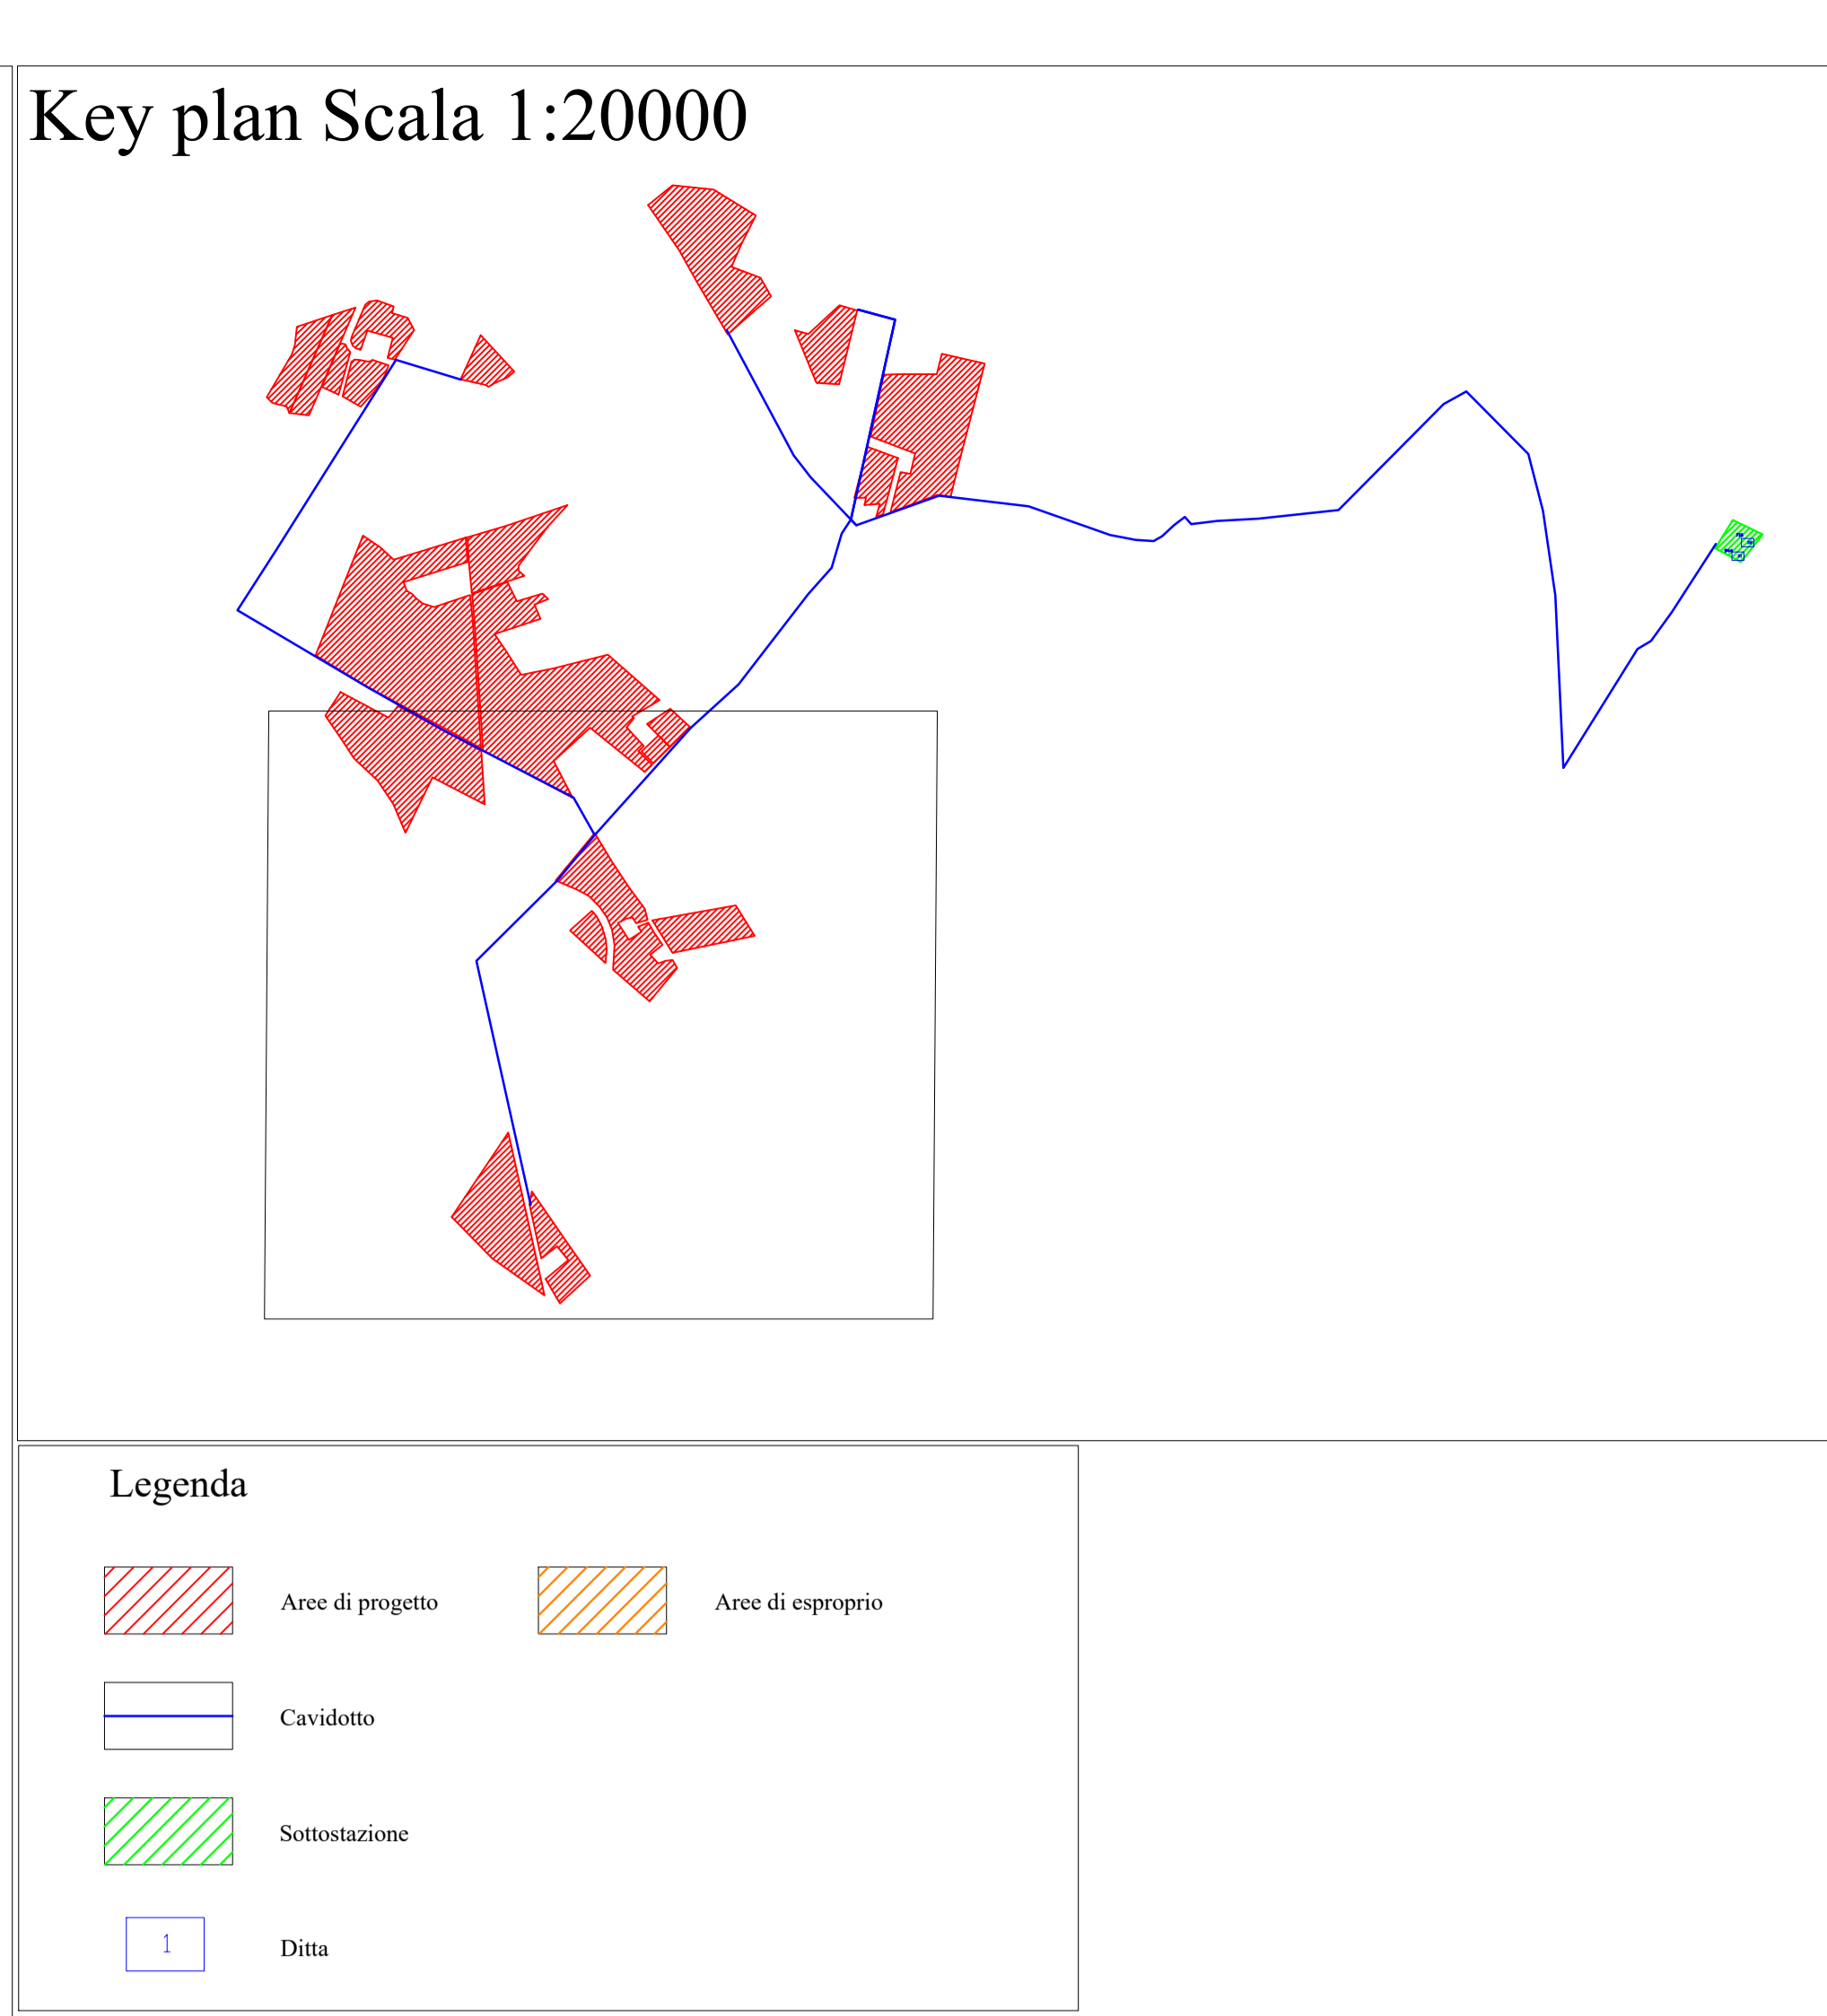 Key plan Scala 1:20000
Legenda
Aree di progetto
Aree di esproprio
Cavidotto
Sottostazione
1
Ditta